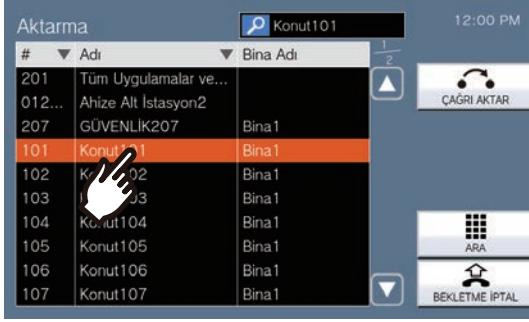 Aktarma Konut101 12:00 PM
# Adı Bina Adı 1/2
201 Tüm Uygulamalar ve...
012... Ahize Alt İstasyon2
207 GÜVENLİK207 Bina1
101 Konut101 Bina1
102 Bina1
103 Bina1
104 Konut104 Bina1
105 Konut105 Bina1
106 Konut106 Bina1
107 Konut107 Bina1
ÇAĞRI AKTAR
ARA
BEKLETME İPTAL